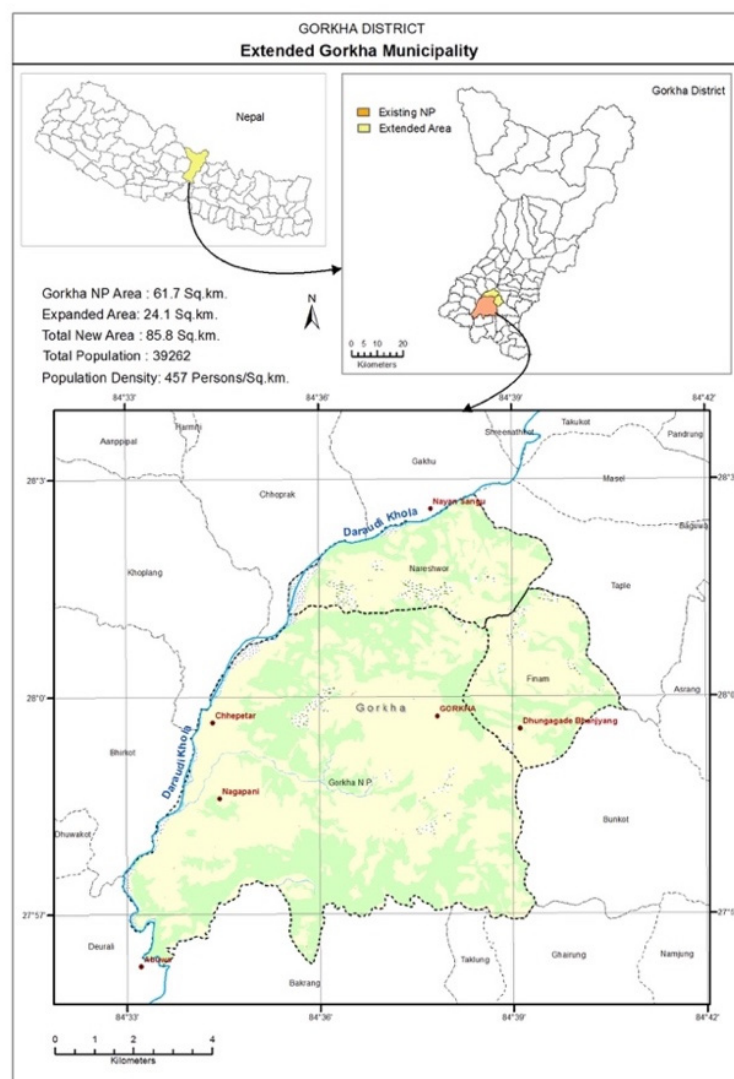 GORKHA DISTRICT
Extended Gorkha Municipality
Nepal
Gorkha District
Existing NP
Extended Area
Gorkha NP Area : 61.7 Sq.km.
Expanded Area: 24.1 Sq.km.
Total New Area : 85.8 Sq.km.
Total Population : 39262
Population Density: 457 Persons/Sq.km.
N
0 5 10 20
Kilometers
84°33' 84°36' 84°39' 84°42'
Harmi
Shreenathkot
Takukot
Pandrung
Aanppipal
Gakhu
Chhoprak
Masel
28°3'
28°3
Nayan Sangu
Daraudi Khola
Khoplang
Nareshwor
Taple
Finam
Asrang
28°0'
28°0
Gorkha
GORKHA
Chhepetar
Dhungagade Bhanjyang
Daraudi Khola
Bhirkot
Gorkha N P
Nagapani
Bunkot
Dhuwakot
27°57'
27°5
Deurali
Taklung
Ghairung
Namjung
Bakrang
84°33' 84°36' 84°39' 84°42'
0 1 2 4
Kilometers